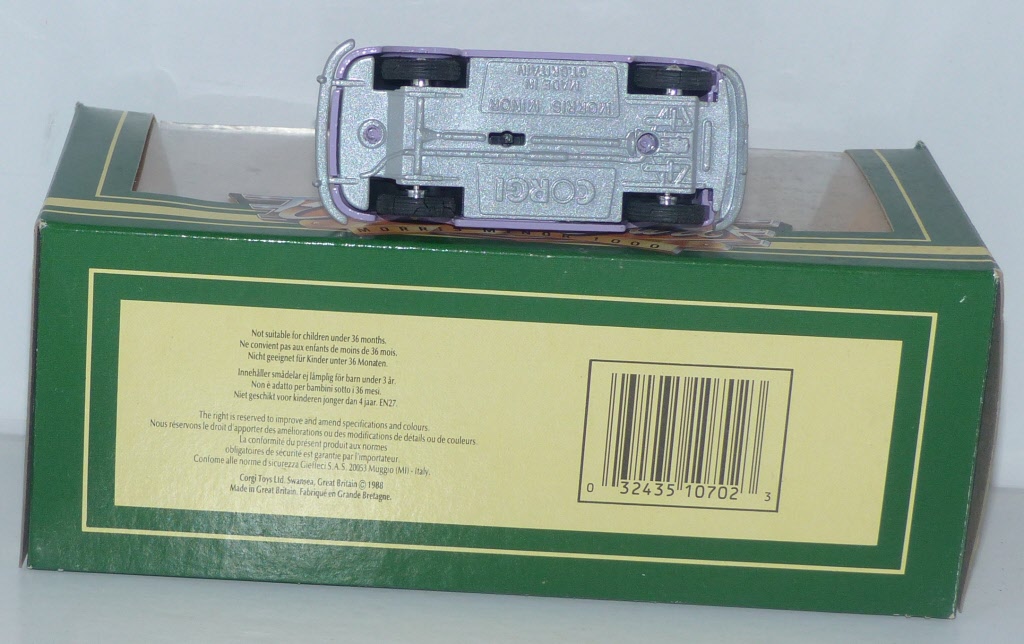 MADE IN
GT. BRITAIN
MORRIS MINOR
CORGI
MORRIS MINOR 1000
Not suitable for children under 36 months.
Ne convient pas aux enfants de moins de 36 mois.
Nicht geeignet für Kinder unter 36 Monaten.
Innehåller smådelar ej lämplig för barn under 3 år.
Non è adatto per bambini sotto i 36 mesi.
Niet geschikt voor kinderen jonger dan 4 jaar. EN27.
The right is reserved to improve and amend specifications and colours.
Nous réservons le droit d'apporter des améliorations ou des modifications de détails ou de couleurs.
La conformité du présent produit aux normes
obligatoires de sécurité est garantie par l'importateur.
Conforme alle norme d sicurezza Gieffeci S.A.S. 20053 Muggio (MI) - Italy.
Corgi Toys Ltd. Swansea, Great Britain © 1988
Made in Great Britain. Fabriqué en Grande Bretagne.
0 32435 10702 3